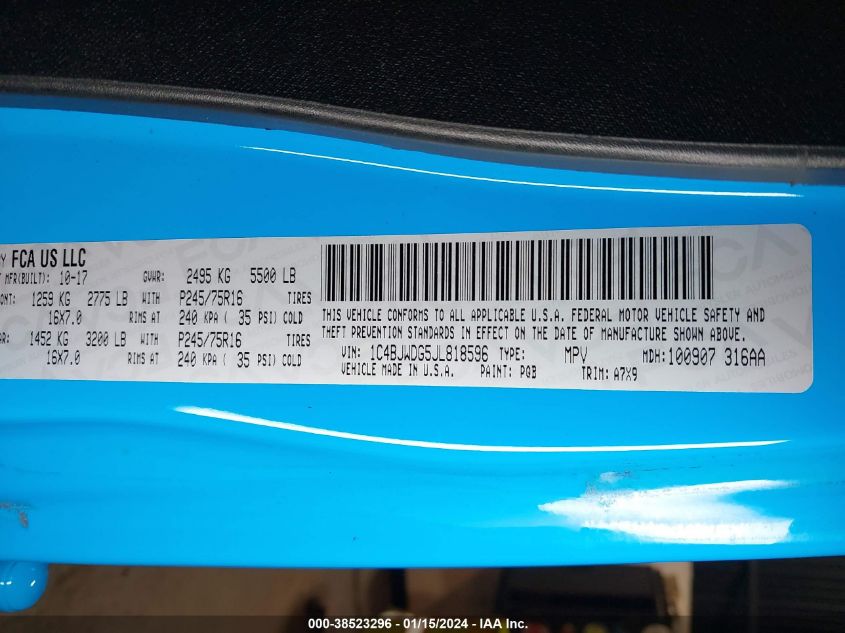 Y FCA US LLC
T MFR(BUILT): 10-17 GVWR: 2495 KG 5500 LB
ONT: 1259 KG 2775 LB WITH P245/75R16 TIRES
16X7.0 RIMS AT 240 KPA ( 35 PSI) COLD
AR: 1452 KG 3200 LB WITH P245/75R16 TIRES
16X7.0 RIMS AT 240 KPA ( 35 PSI) COLD
THIS VEHICLE CONFORMS TO ALL APPLICABLE U.S.A. FEDERAL MOTOR VEHICLE SAFETY AND
THEFT PREVENTION STANDARDS IN EFFECT ON THE DATE OF MANUFACTURE SHOWN ABOVE.
VIN: 1C4BJWDG5JL818596 TYPE: MPV MDH: 100907 316AA
VEHICLE MADE IN U.S.A. PAINT: PQB TRIM: A7X9
000-38523296 - 01/15/2024 - IAA Inc.